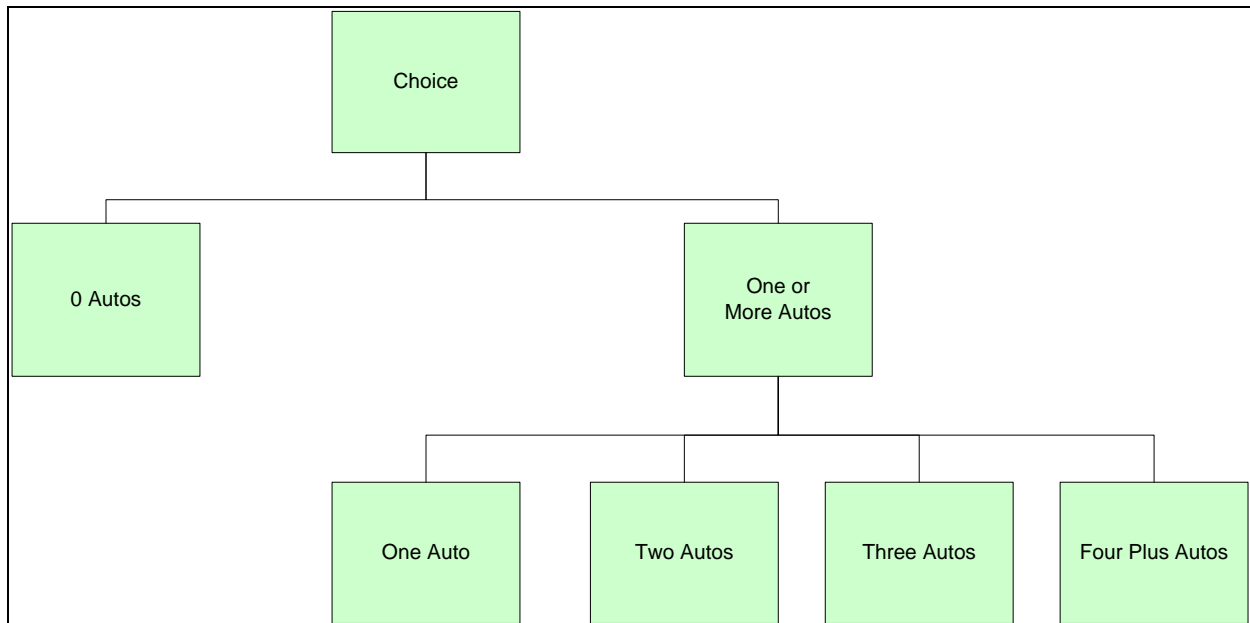 Choice
0 Autos
One or
More Autos
One Auto
Two Autos
Three Autos
Four Plus Autos